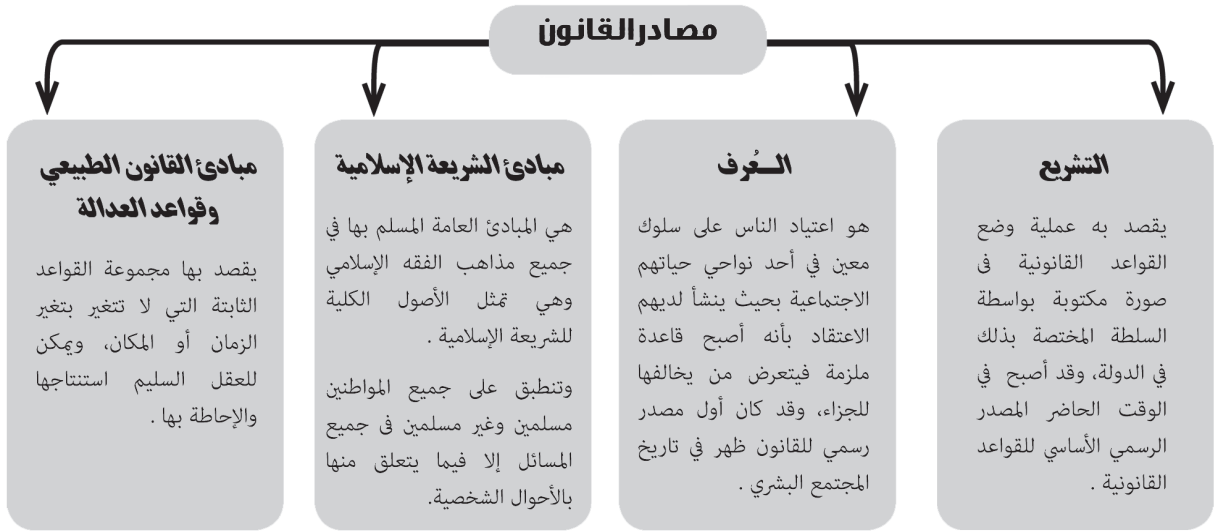 مصادر القانون
التشريع
يقصد به عملية وضع
القواعد القانونية فى
صورة مكتوبة بواسطة
السلطة المختصة بذلك
في الدولة، وقد أصبح في
الوقت الحاضر المصدر
الرسمي الأساسي للقواعد
القانونية .
العُرف
هو اعتياد الناس على سلوك
معين في أحد نواحي حياتهم
الاجتماعية بحيث ينشأ لديهم
الاعتقاد بأنه أصبح قاعدة
ملزمة فيتعرض من يخالفها
للجزاء، وقد كان أول مصدر
رسمي للقانون ظهر في تاريخ
المجتمع البشري .
مبادئ الشريعة الإسلامية
هي المبادئ العامة المسلم بها في
جميع مذاهب الفقه الإسلامي
وهي تمثل الأصول الكلية
للشريعة الإسلامية .
وتنطبق على جميع المواطنين
مسلمين وغير مسلمين فى جميع
المسائل إلا فيما يتعلق منها
بالأحوال الشخصية.
مبادئ القانون الطبيعي
وقواعد العدالة
يقصد بها مجموعة القواعد
الثابتة التي لا تتغير بتغير
الزمان أو المكان، ويمكن
للعقل السليم استنتاجها
والإحاطة بها .